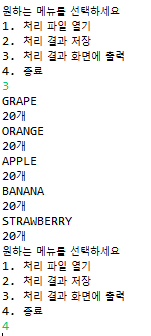 원하는 메뉴를 선택하세요
1. 처리 파일 열기
2. 처리 결과 저장
3. 처리 결과 화면에 출력
4. 종료
3
GRAPE
20개
ORANGE
20개
APPLE
20개
BANANA
20개
STRAWBERRY
20개
원하는 메뉴를 선택하세요
1. 처리 파일 열기
2. 처리 결과 저장
3. 처리 결과 화면에 출력
4. 종료
4